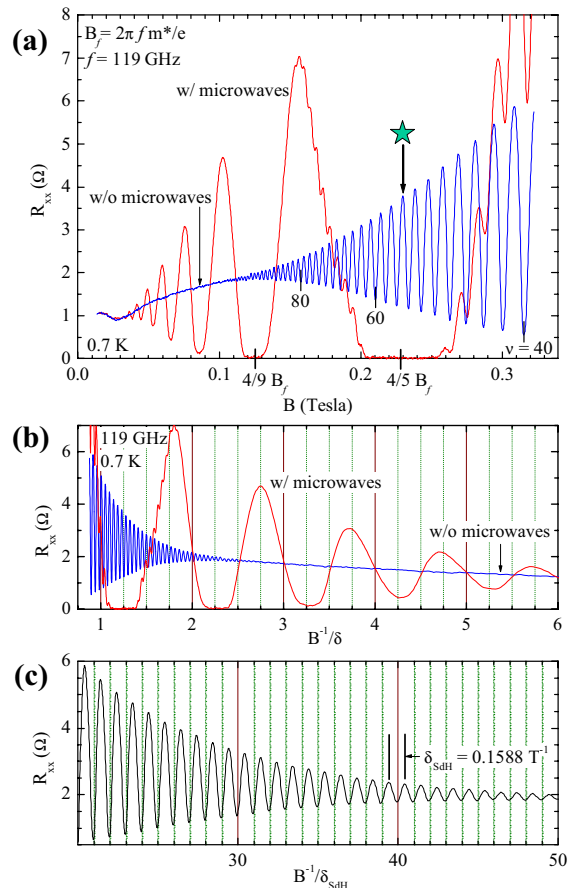 (a)
B_f = 2π f m*/e
f = 119 GHz
w/ microwaves
w/o microwaves
80
60
ν = 40
0.7 K
8
7
6
5
4
3
2
1
0
R_xx (Ω)
0.0
0.1
0.2
0.3
4/9 B_f
4/5 B_f
B (Tesla)
(b)
119 GHz
0.7 K
w/ microwaves
w/o microwaves
6
4
2
0
R_xx (Ω)
1
2
3
4
5
6
B⁻¹/δ
(c)
δ_SdH = 0.1588 T⁻¹
6
4
2
R_xx (Ω)
30
40
50
B⁻¹/δ_SdH